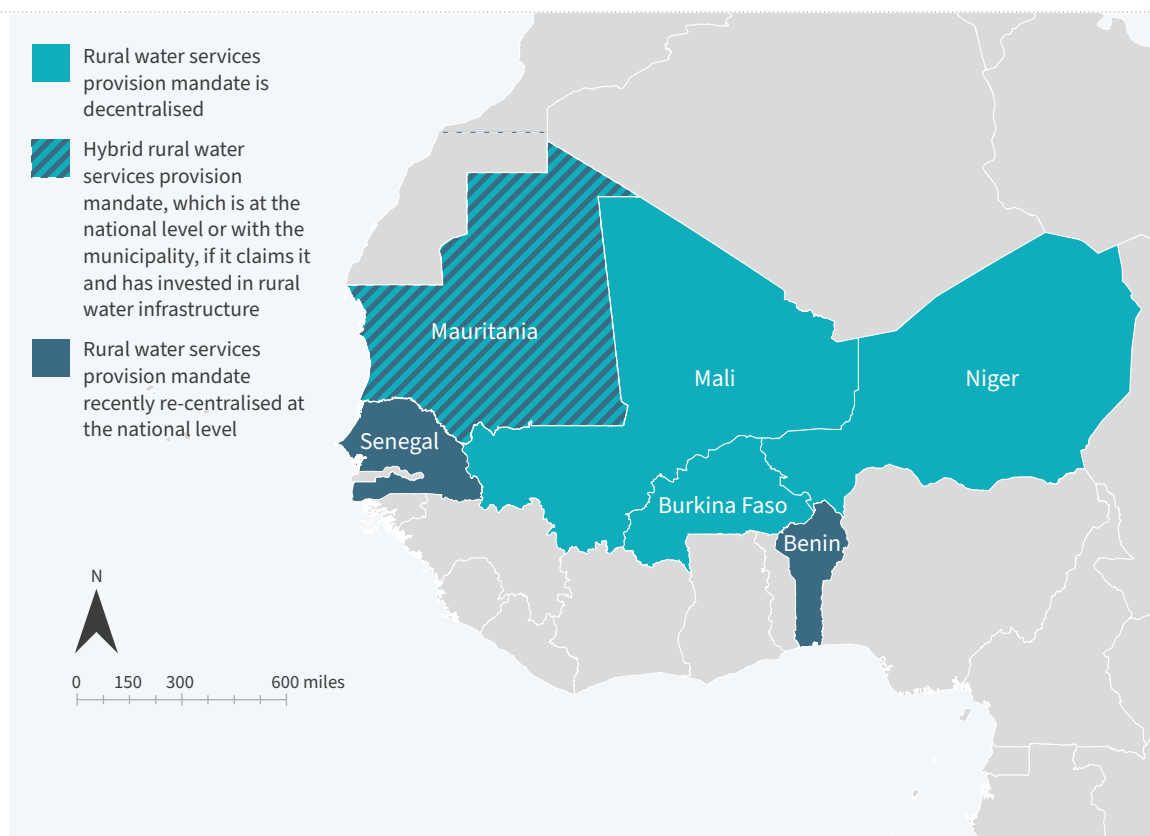 Rural water services
provision mandate is
decentralised
Hybrid rural water
services provision
mandate, which is at the
national level or with the
municipality, if it claims it
and has invested in rural
water infrastructure
Rural water services
provision mandate
recently re-centralised at
the national level
Mauritania
Mali
Niger
Senegal
Burkina Faso
Benin
N
0 150 300 600 miles